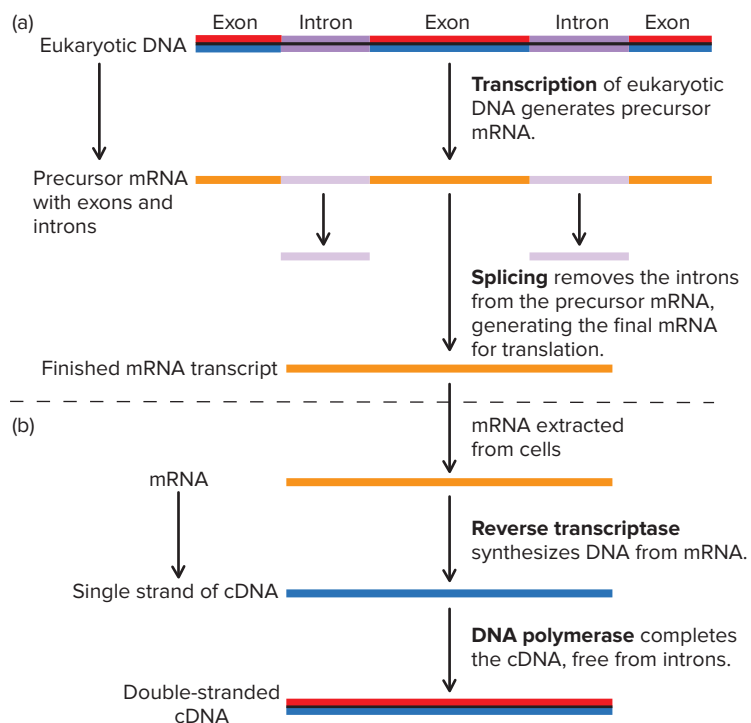 (a)
Exon Intron Exon Intron Exon
Eukaryotic DNA
Transcription of eukaryotic
DNA generates precursor
mRNA.
Precursor mRNA
with exons and
introns
Splicing removes the introns
from the precursor mRNA,
generating the final mRNA
for translation.
Finished mRNA transcript
(b)
mRNA extracted
from cells
mRNA
Reverse transcriptase
synthesizes DNA from mRNA.
Single strand of cDNA
DNA polymerase completes
the cDNA, free from introns.
Double-stranded
cDNA